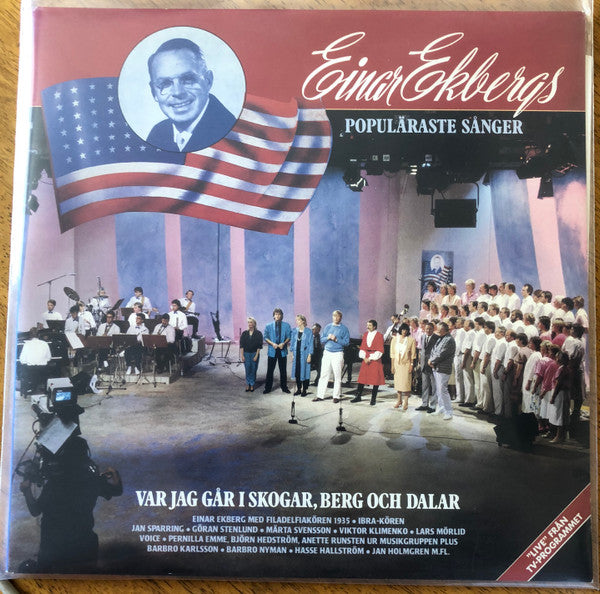 Einar Ekbergs
POPULÄRASTE SÅNGER
VAR JAG GÅR I SKOGAR, BERG OCH DALAR
EINAR EKBERG MED FILADELFIAKÖREN 1935 • IBRA-KÖREN
JAN SPARRING • GÖRAN STENLUND • MÄRTA SVENSSON • VIKTOR KLIMENKO • LARS MÖRLID
VOICE • PERNILLA EMME, BJÖRN HEDSTRÖM, ANETTE RUNSTEN UR MUSIKGRUPPEN PLUS
BARBRO KARLSSON • BARBRO NYMAN • HASSE HALLSTRÖM • JAN HOLMGREN M.FL.
"LIVE" FRÅN
TV-PROGRAMMET